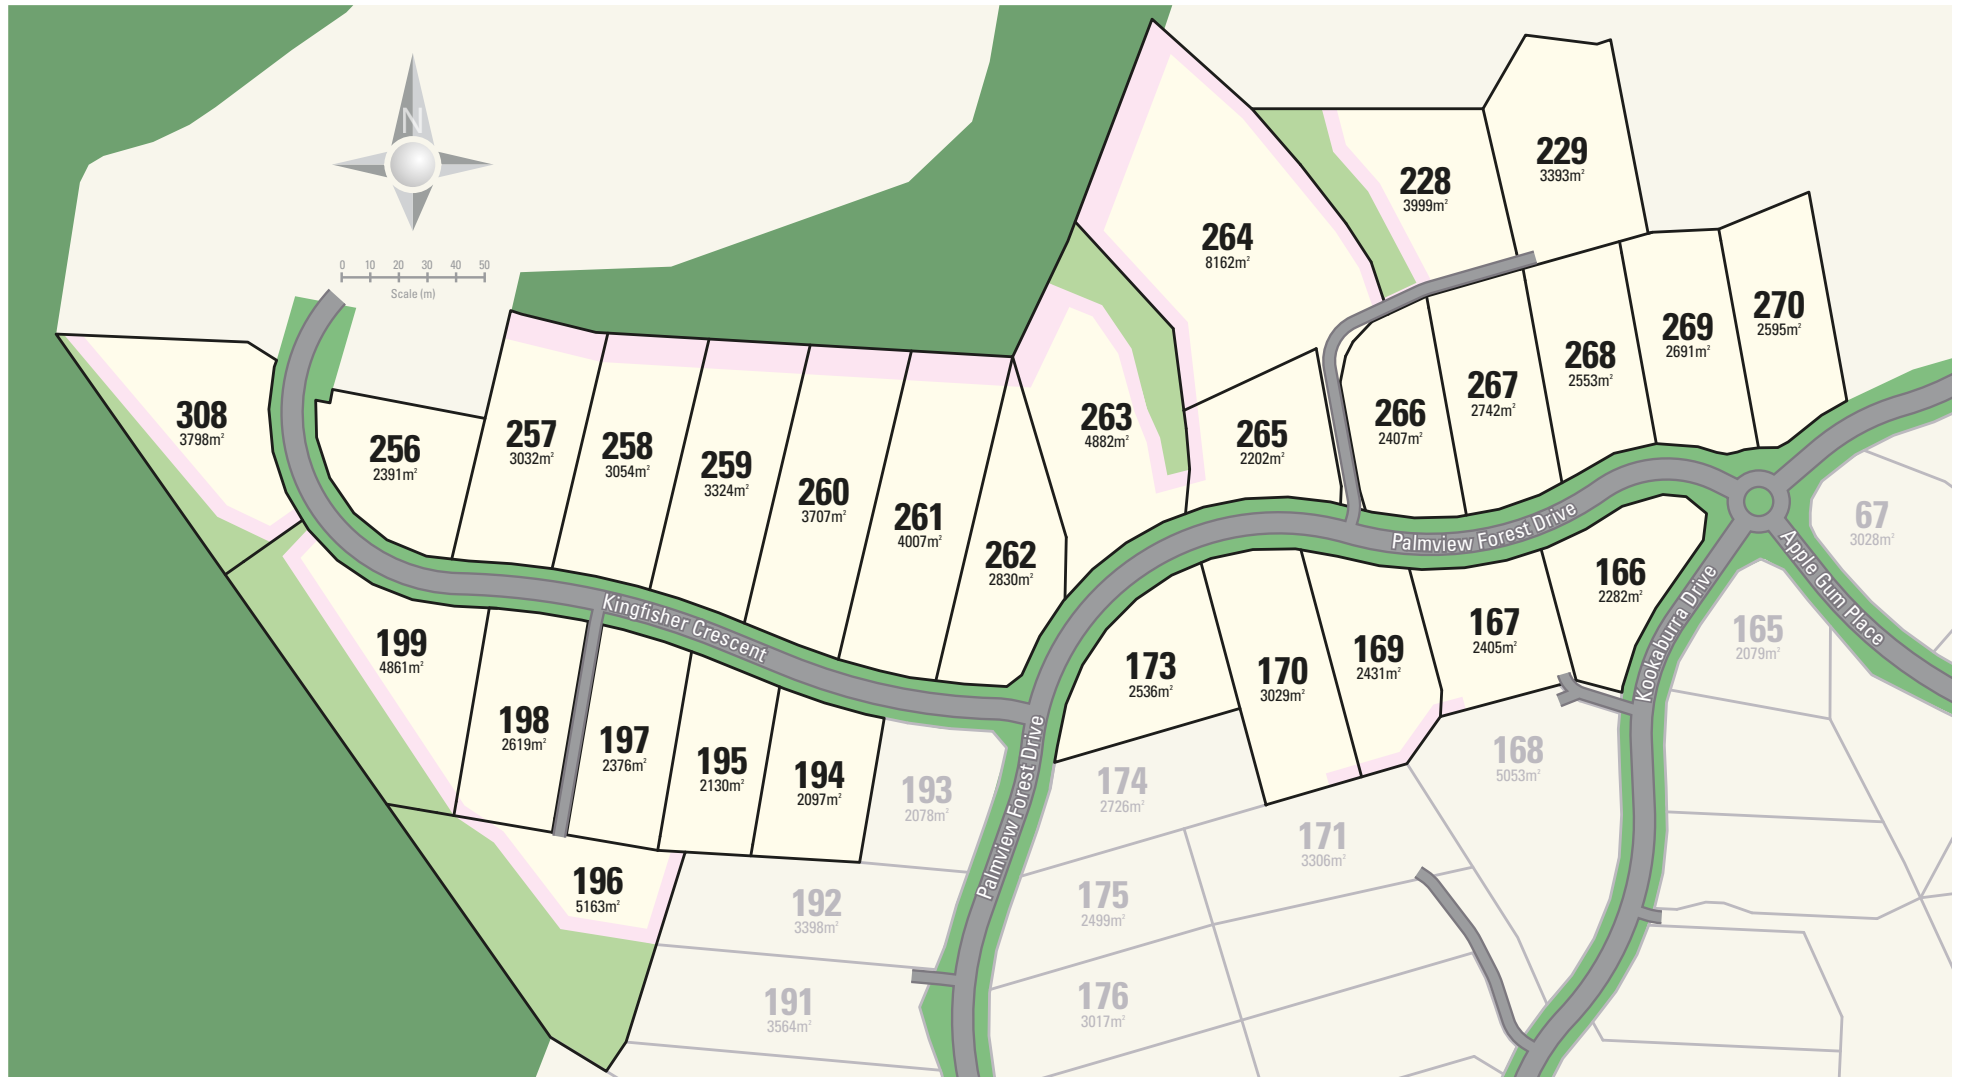 N
0 10 20 30 40 50
Scale (m)
308
3798m²
256
2391m²
257
3032m²
258
3054m²
259
3324m²
260
3707m²
261
4007m²
262
2830m²
263
4882m²
264
8162m²
228
3999m²
229
3393m²
265
2202m²
266
2407m²
267
2742m²
268
2553m²
269
2691m²
270
2595m²
67
3028m²
Palmview Forest Drive
Apple Gum Place
Kookaburra Drive
Kingfisher Crescent
Palmview Forest Drive
166
2282m²
165
2079m²
167
2405m²
168
5053m²
169
2431m²
170
3029m²
173
2536m²
174
2726m²
171
3306m²
175
2499m²
176
3017m²
199
4861m²
198
2619m²
197
2376m²
195
2130m²
194
2097m²
193
2078m²
196
5163m²
192
3398m²
191
3564m²